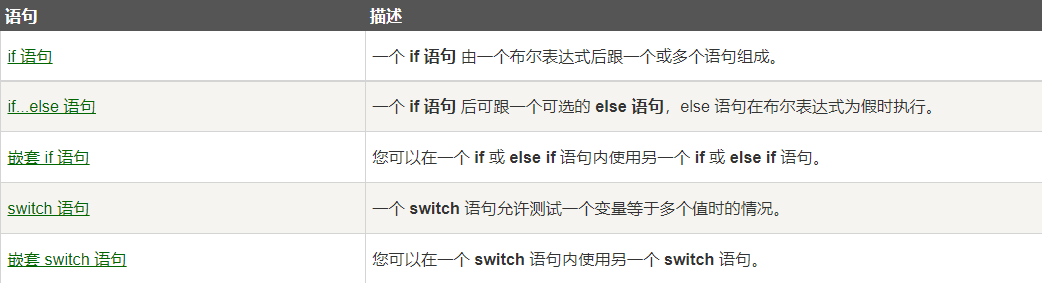 语句 描述
if 语句 一个 if 语句 由一个布尔表达式后跟一个或多个语句组成。
if...else 语句 一个 if 语句 后可跟一个可选的 else 语句，else 语句在布尔表达式为假时执行。
嵌套 if 语句 您可以在一个 if 或 else if 语句内使用另一个 if 或 else if 语句。
switch 语句 一个 switch 语句允许测试一个变量等于多个值时的情况。
嵌套 switch 语句 您可以在一个 switch 语句内使用另一个 switch 语句。